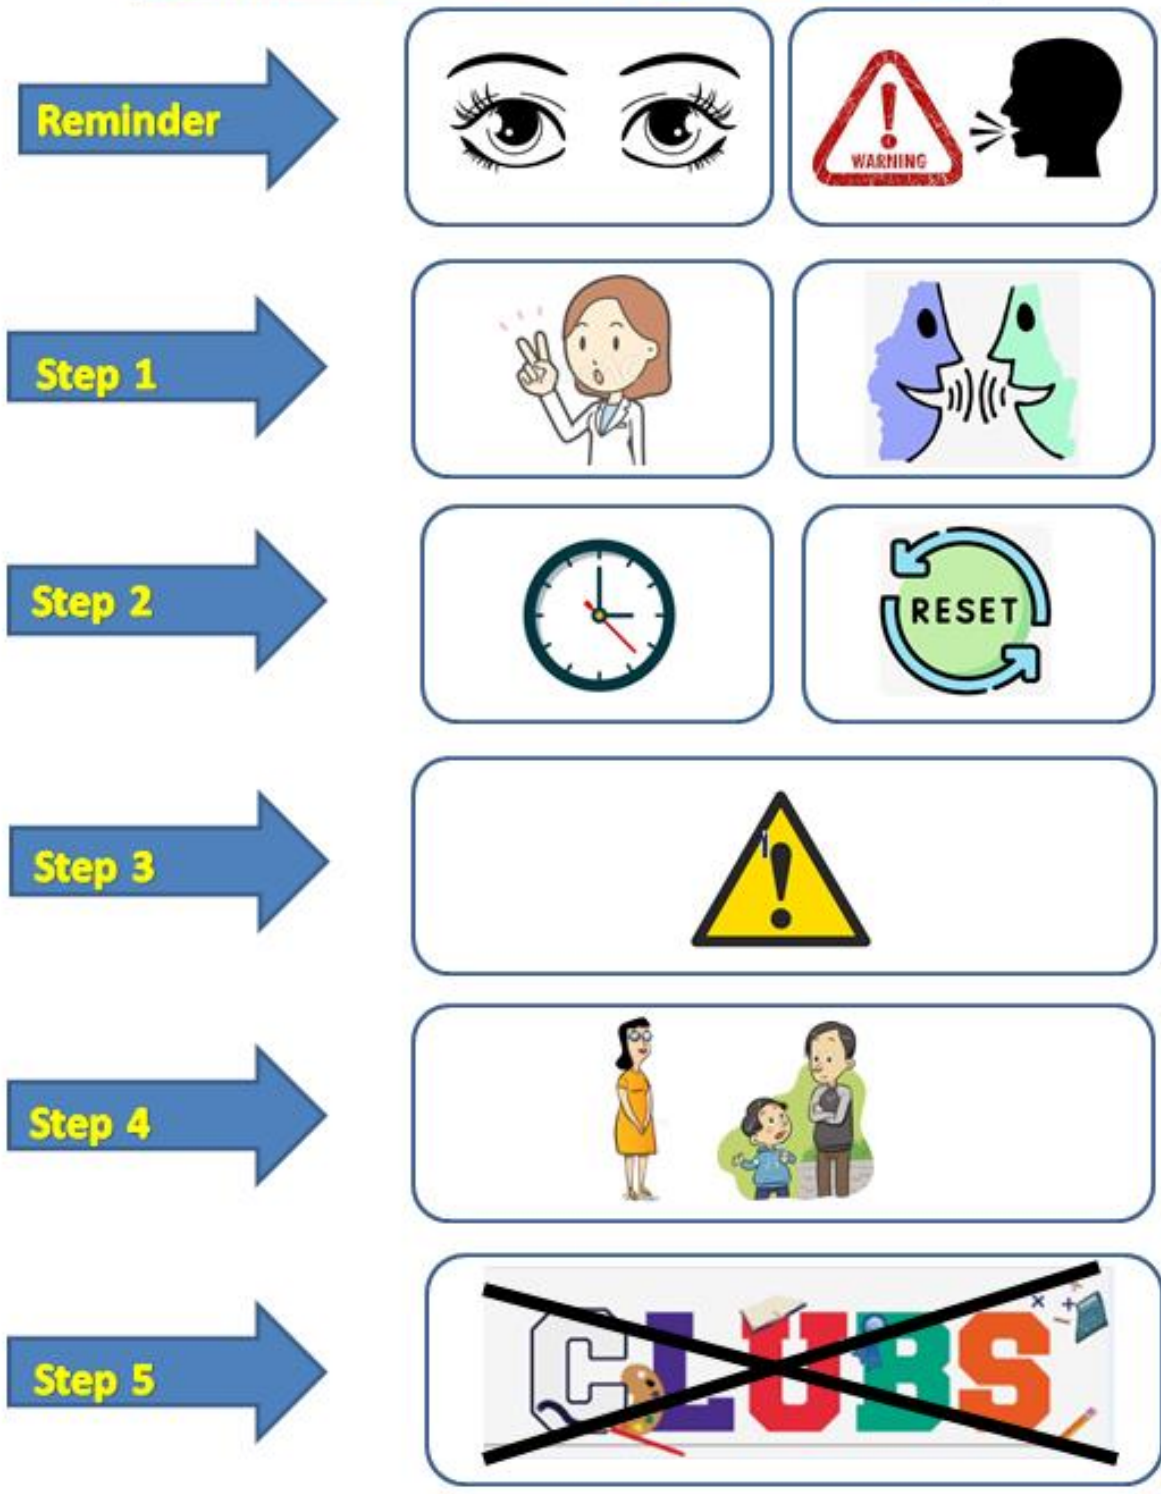 Reminder
WARNING
Step 1
Step 2
RESET
Step 3
Step 4
Step 5
CLUBS